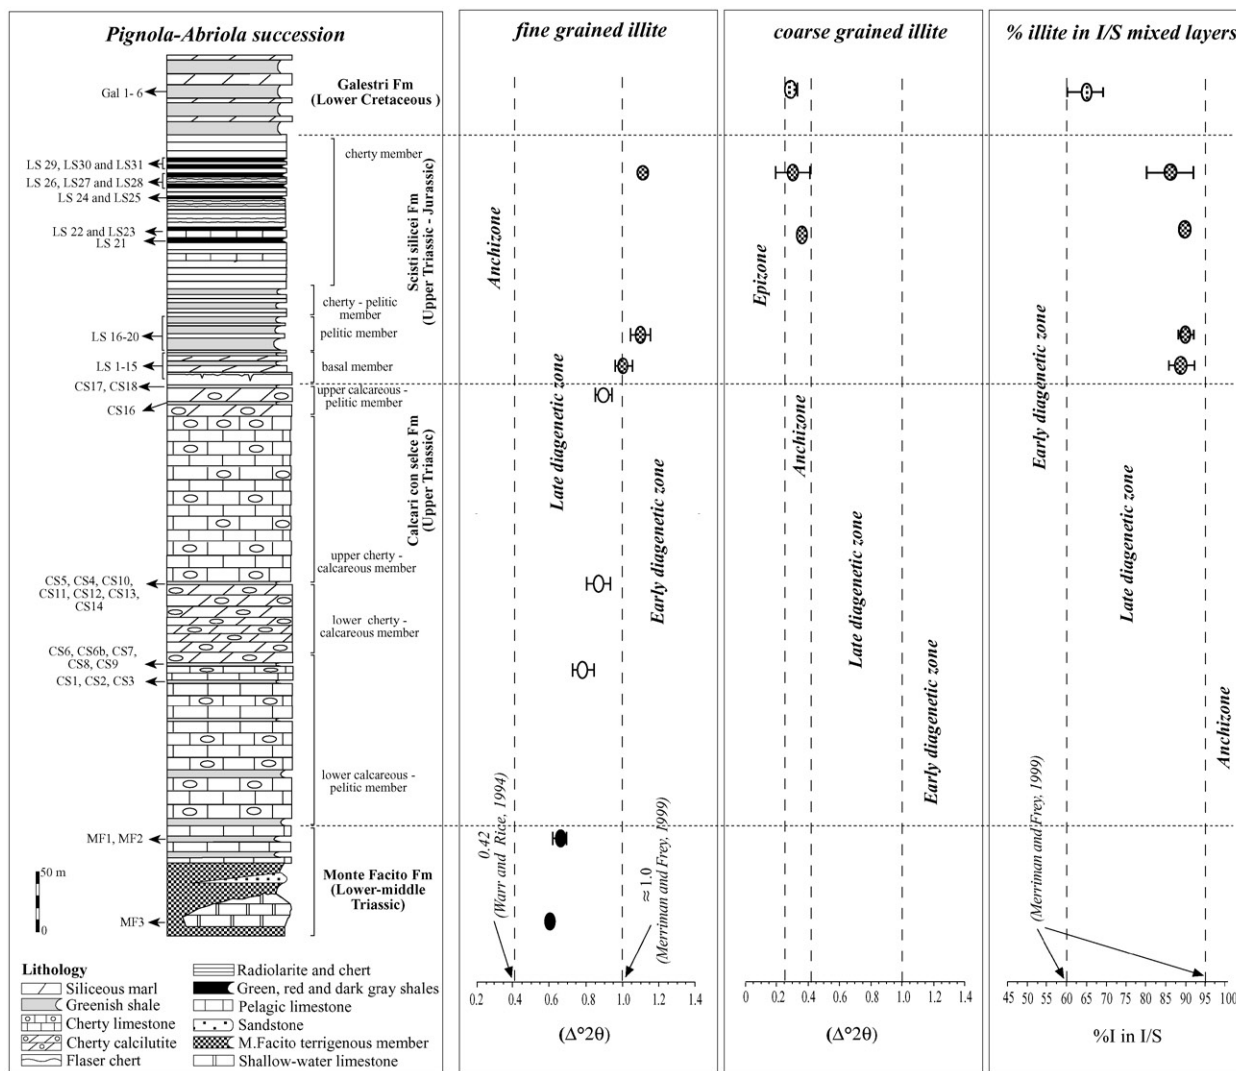 Pignola-Abriola succession
fine grained illite
coarse grained illite
% illite in I/S mixed layers
Gal 1- 6
Galestri Fm
(Lower Cretaceous )
cherty member
LS 29, LS30 and LS31
LS 26, LS27 and LS28
LS 24 and LS25
LS 22 and LS23
LS 21
Scisti silicei Fm
(Upper Triassic - Jurassic)
cherty - pelitic
member
LS 16-20
pelitic member
LS 1-15
basal member
CS17, CS18
upper calcareous -
pelitic member
CS16
Calcari con selce Fm
(Upper Triassic)
upper cherty -
calcareous member
CS5, CS4, CS10,
CS11, CS12, CS13,
CS14
lower cherty-
calcareous member
CS6, CS6b, CS7,
CS8, CS9
CS1, CS2, CS3
lower calcareous -
pelitic member
MF1, MF2
Monte Facito Fm
(Lower-middle
Triassic)
MF3
50 m
0
Anchizone
Late diagenetic zone
Early diagenetic zone
0.42
(Warr and Rice, 1994)
≈ 1.0
(Merriman and Frey, 1999)
0.2 0.4 0.6 1.0 1.4
(Δ°2θ)
Epizone
Anchizone
Late diagenetic zone
Early diagenetic zone
0 0.2 0.4 0.6 1.0 1.4
(Δ°2θ)
Early diagenetic zone
Late diagenetic zone
Anchizone
(Merriman and Frey, 1999)
45 50 55 60 65 70 75 80 85 90 95 100
%I in I/S
Lithology
Siliceous marl
Greenish shale
Cherty limestone
Cherty calcilutite
Flaser chert
Radiolarite and chert
Green, red and dark gray shales
Pelagic limestone
Sandstone
M.Facito terrigenous member
Shallow-water limestone